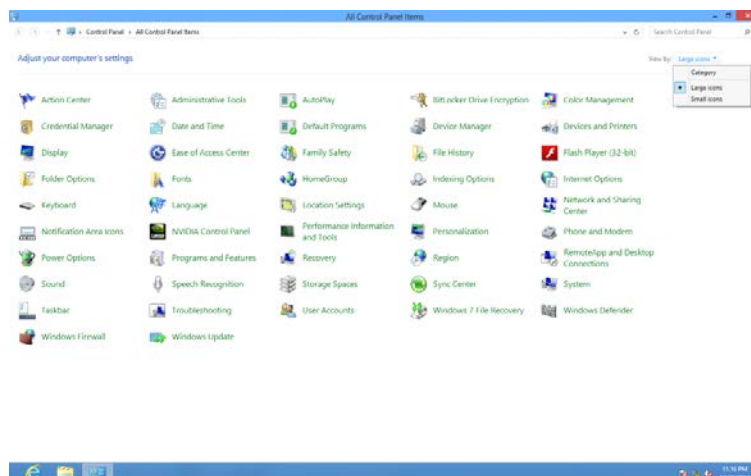 All Control Panel Items
Control Panel All Control Panel Items Search Control Panel
Adjust your computer's settings View by: Large icons
Category
Large icons
Small icons
Action Center Administrative Tools AutoPlay BitLocker Drive Encryption Color Management
Credential Manager Date and Time Default Programs Device Manager Devices and Printers
Display Ease of Access Center Family Safety File History Flash Player (32-bit)
Folder Options Fonts HomeGroup Indexing Options Internet Options
Keyboard Language Location Settings Mouse Network and Sharing
Center
Notification Area Icons NVIDIA Control Panel Performance Information
and Tools Personalization Phone and Modem
Power Options Programs and Features Recovery Region RemoteApp and Desktop
Connections
Sound Speech Recognition Storage Spaces Sync Center System
Taskbar Troubleshooting User Accounts Windows 7 File Recovery Windows Defender
Windows Firewall Windows Update
11:16 PM